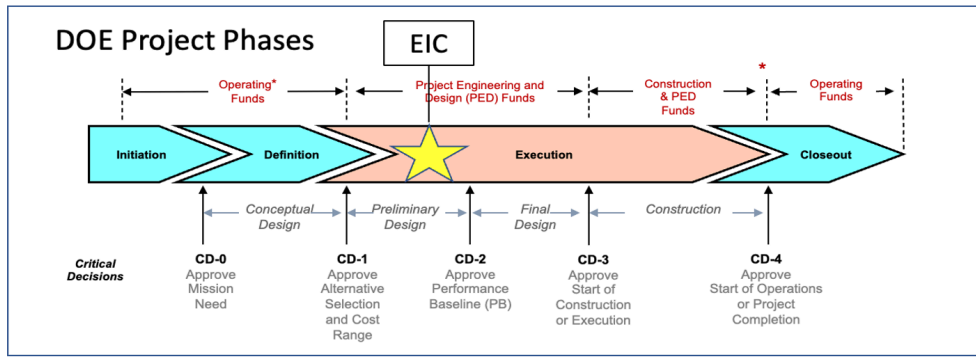 DOE Project Phases
EIC
Operating*
Funds
Project Engineering and
Design (PED) Funds
Construction
& PED
Funds
*
Operating
Funds
Initiation
Definition
Execution
Closeout
Conceptual
Design
Preliminary
Design
Final
Design
Construction
Critical
Decisions
CD-0
Approve
Mission
Need
CD-1
Approve
Alternative
Selection
and Cost
Range
CD-2
Approve
Performance
Baseline (PB)
CD-3
Approve
Start of
Construction
or Execution
CD-4
Approve
Start of Operations
or Project
Completion